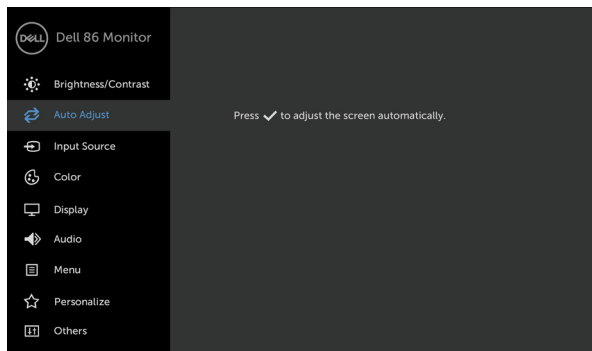 DELL Dell 86 Monitor
Brightness/Contrast
Auto Adjust
Press ✓ to adjust the screen automatically.
Input Source
Color
Display
Audio
Menu
Personalize
Others